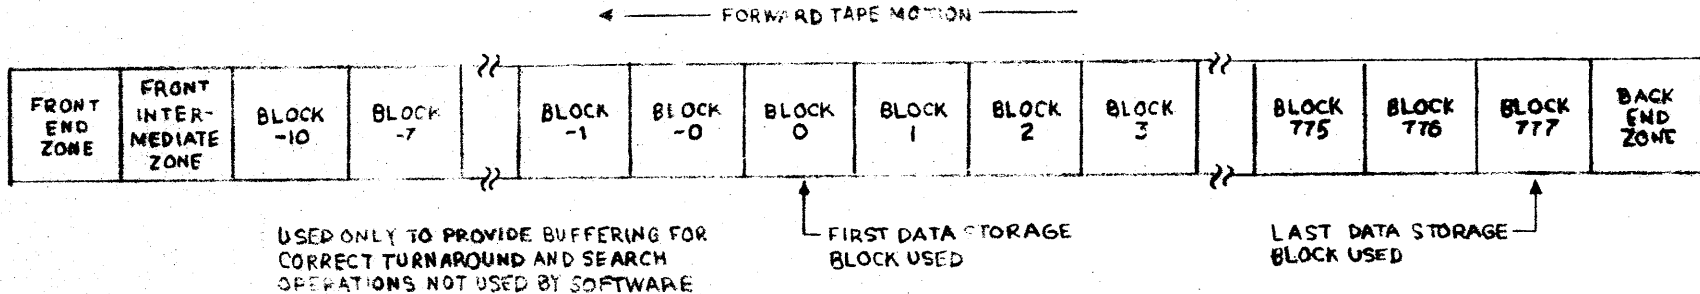 FORWARD TAPE MOTION
FRONT
END
ZONE
FRONT
INTER-
MEDIATE
ZONE
BLOCK
-10
BLOCK
-7
BLOCK
-1
BLOCK
-0
BLOCK
0
BLOCK
1
BLOCK
2
BLOCK
3
BLOCK
775
BLOCK
776
BLOCK
777
BACK
END
ZONE
USED ONLY TO PROVIDE BUFFERING FOR
CORRECT TURNAROUND AND SEARCH
OPERATIONS NOT USED BY SOFTWARE
FIRST DATA STORAGE
BLOCK USED
LAST DATA STORAGE
BLOCK USED